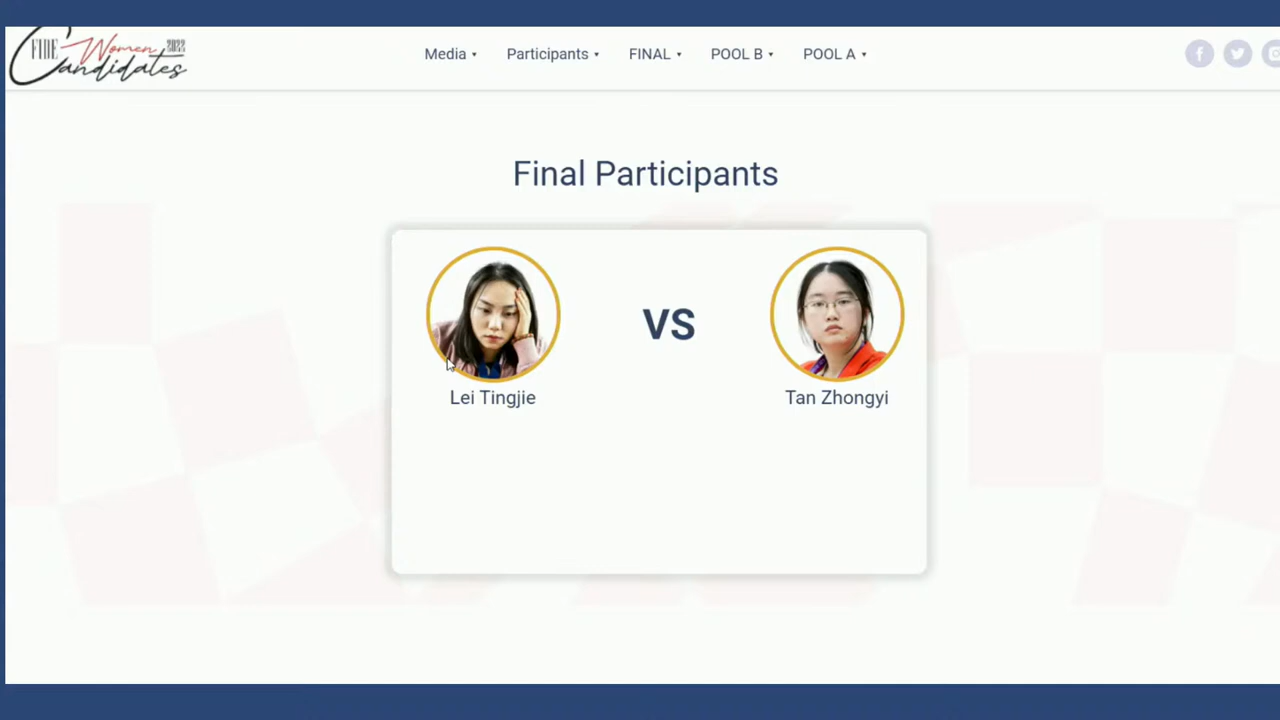 FIDE Women 2022
Candidates
Media ▾ Participants ▾ FINAL ▾ POOL B ▾ POOL A ▾
Final Participants
VS
Lei Tingjie Tan Zhongyi